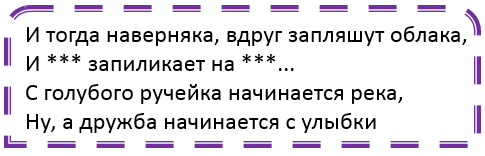 И тогда наверняка, вдруг запляшут облака,
И *** запиликает на ***...
С голубого ручейка начинается река,
Ну, а дружба начинается с улыбки